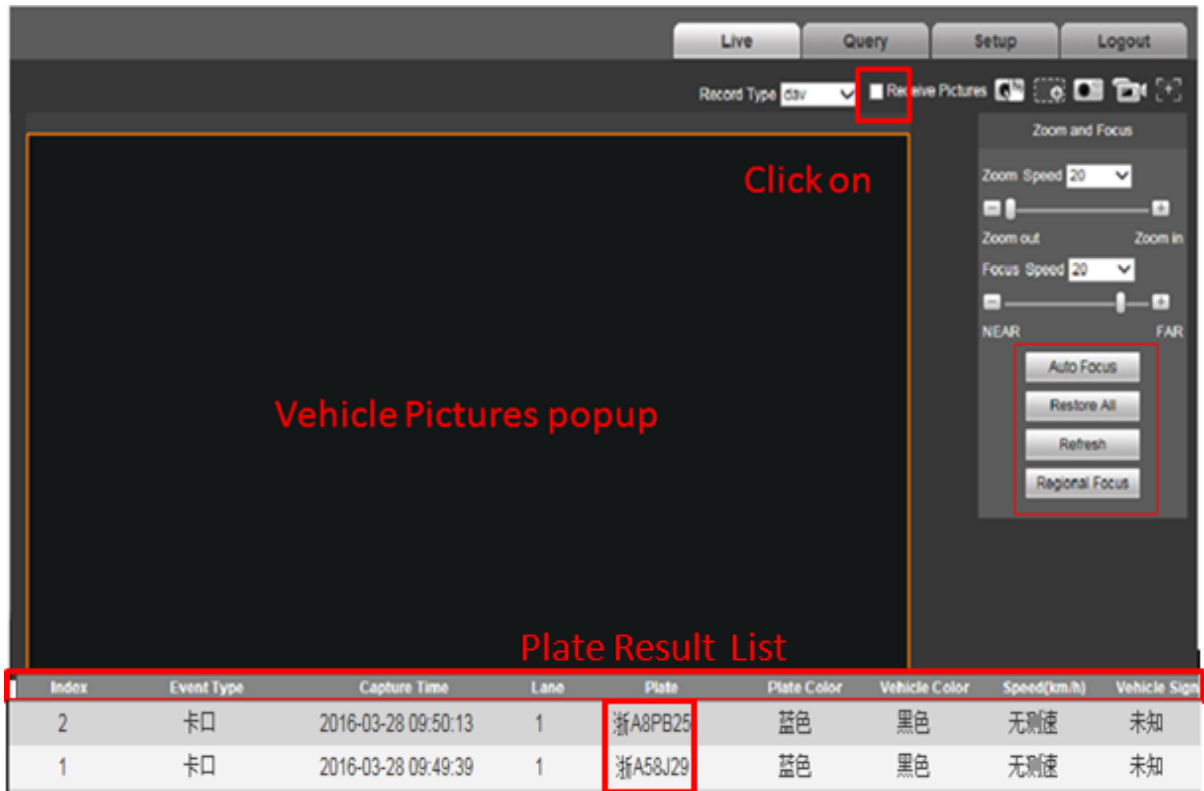 Live Query Setup Logout
Record Type dav Receive Pictures
Zoom and Focus
Click on
Zoom Speed 20
Zoom out Zoom in
Focus Speed 20
NEAR FAR
Auto Focus
Restore All
Vehicle Pictures popup
Refresh
Regional Focus
Plate Result List
Index Event Type Capture Time Lane Plate Plate Color Vehicle Color Speed(km/h) Vehicle Sign
2 卡口 2016-03-28 09:50:13 1 浙A8PB25 蓝色 黑色 无测速 未知
1 卡口 2016-03-28 09:49:39 1 浙A58J29 蓝色 黑色 无测速 未知